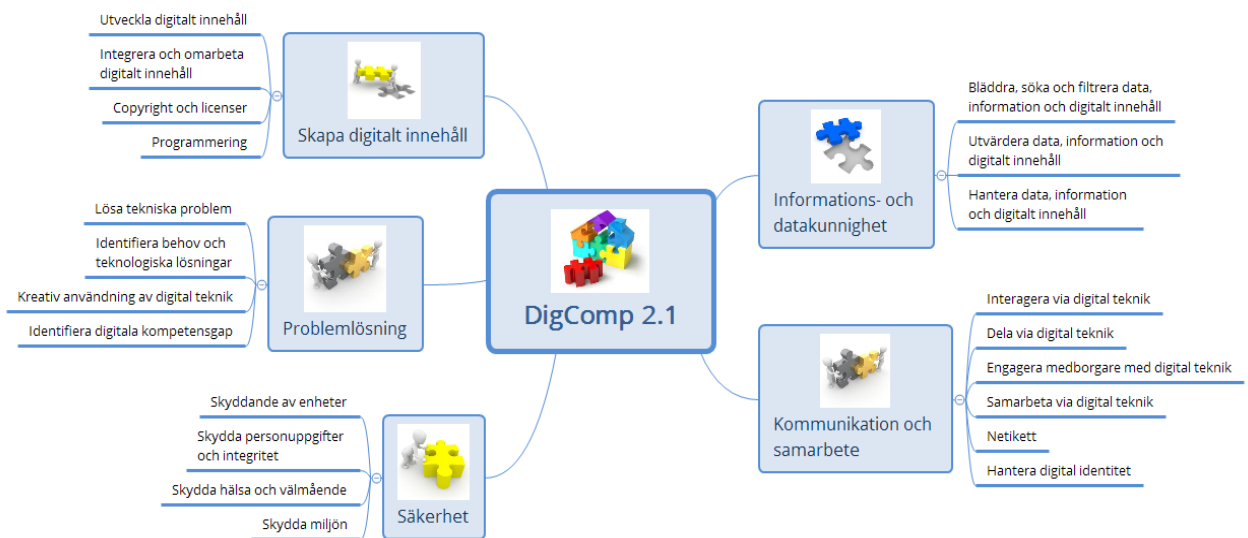 Utveckla digitalt innehåll
Integrera och omarbeta
digitalt innehåll
Copyright och licenser
Programmering
Skapa digitalt innehåll
Lösa tekniska problem
Identifiera behov och
teknologiska lösningar
Kreativ användning av digital teknik
Identifiera digitala kompetensgap
Problemlösning
Skyddande av enheter
Skydda personuppgifter
och integritet
Skydda hälsa och välmående
Skydda miljön
Säkerhet
DigComp 2.1
Informations- och
datakunnighet
Bläddra, söka och filtrera data,
information och digitalt innehåll
Utvärdera data, information och
digitalt innehåll
Hantera data, information
och digitalt innehåll
Kommunikation och
samarbete
Interagera via digital teknik
Dela via digital teknik
Engagera medborgare med digital teknik
Samarbeta via digital teknik
Netikett
Hantera digital identitet